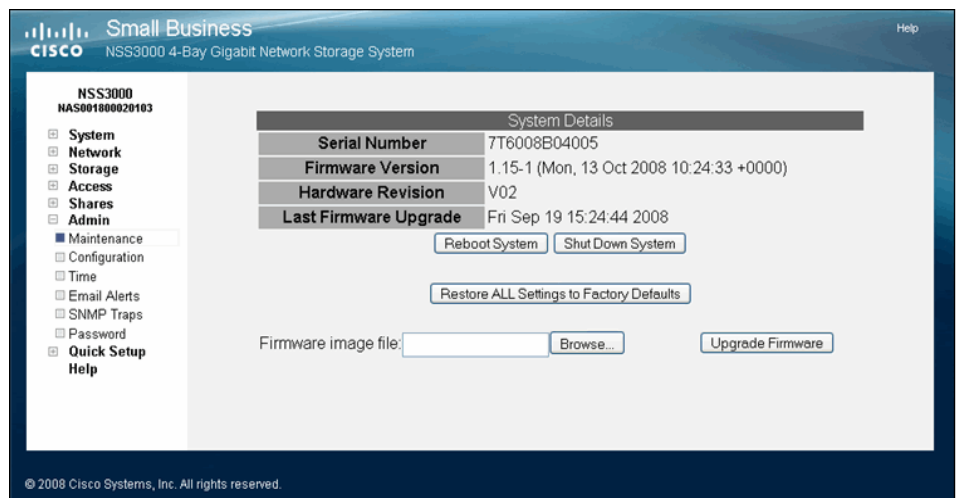 Small Business
Help
CISCO NSS3000 4-Bay Gigabit Network Storage System
NSS3000
NAS001800020103
System
Network
Storage
Access
Shares
Admin
Maintenance
Configuration
Time
Email Alerts
SNMP Traps
Password
Quick Setup
Help
System Details
Serial Number 7T6008B04005
Firmware Version 1.15-1 (Mon, 13 Oct 2008 10:24:33 +0000)
Hardware Revision V02
Last Firmware Upgrade Fri Sep 19 15:24:44 2008
Reboot System Shut Down System
Restore ALL Settings to Factory Defaults
Firmware image file: Browse... Upgrade Firmware
© 2008 Cisco Systems, Inc. All rights reserved.